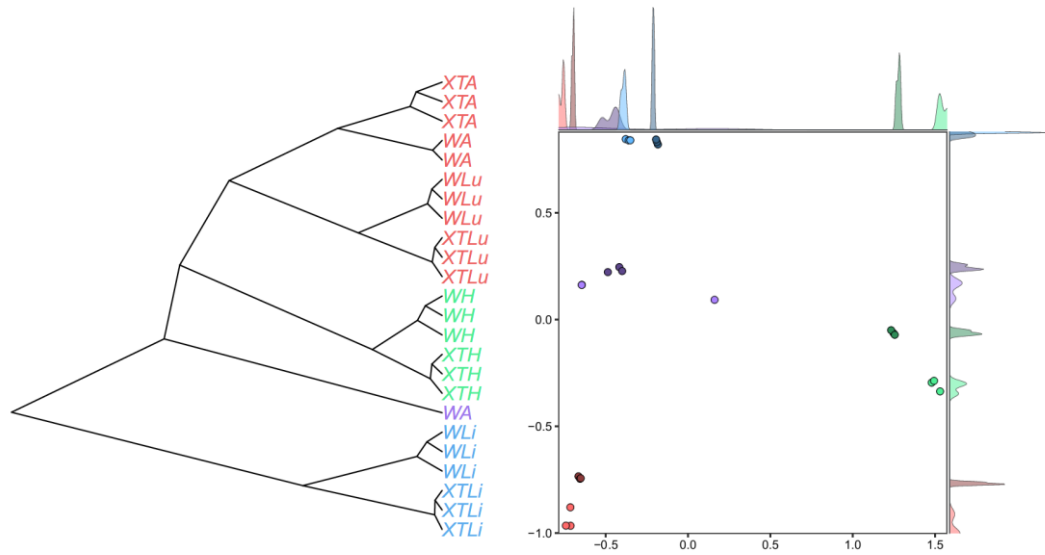 XTA
XTA
XTA
WA
WA
WLu
WLu
WLu
XTLu
XTLu
XTLu
WH
WH
WH
XTH
XTH
XTH
WA
WLi
WLi
WLi
XTLi
XTLi
XTLi
0.5
0.0
−0.5
−1.0
−0.5 0.0 0.5 1.0 1.5